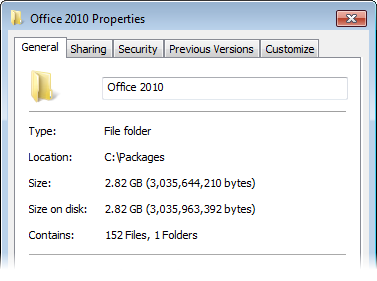 Office 2010 Properties
General Sharing Security Previous Versions Customize
Office 2010
Type: File folder
Location: C:\Packages
Size: 2.82 GB (3,035,644,210 bytes)
Size on disk: 2.82 GB (3,035,963,392 bytes)
Contains: 152 Files, 1 Folders